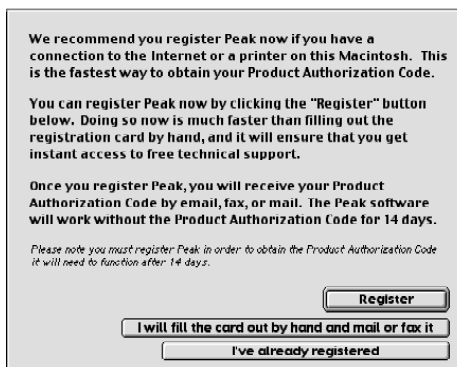 We recommend you register Peak now if you have a
connection to the Internet or a printer on this Macintosh.  This
is the fastest way to obtain your Product Authorization Code.
You can register Peak now by clicking the "Register" button
below.  Doing so now is much faster than filling out the
registration card by hand, and it will ensure that you get
instant access to free technical support.
Once you register Peak, you will receive your Product
Authorization Code by email, fax, or mail. The Peak software
will work without the Product Authorization Code for 14 days.
Please note you must register Peak in order to obtain the Product Authorization Code
it will need to function after 14 days.
Register
I will fill the card out by hand and mail or fax it
I've already registered